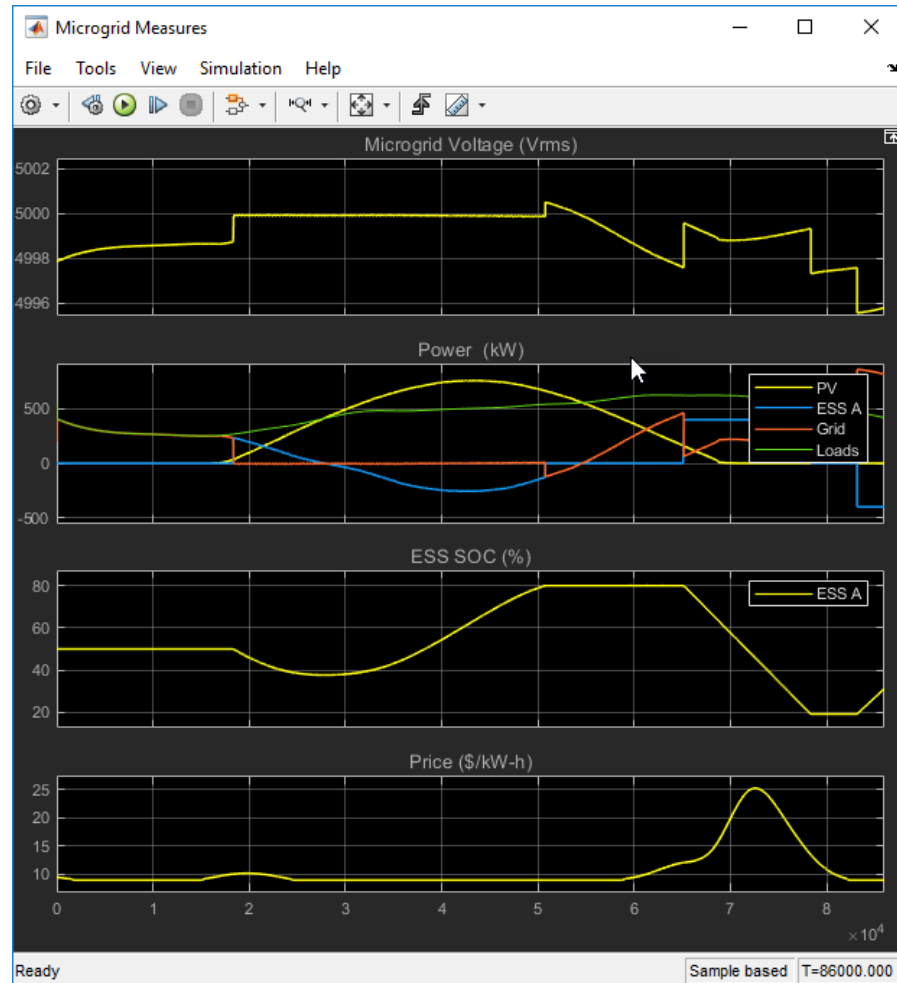 Microgrid Measures
File Tools View Simulation Help
Microgrid Voltage (Vrms)
5002
5000
4998
4996
Power (kW)
500
0
-500
PV
ESS A
Grid
Loads
ESS SOC (%)
80
60
40
20
ESS A
Price ($/kW-h)
25
20
15
10
0 1 2 3 4 5 6 7 8
×10⁴
Ready Sample based T=86000.000